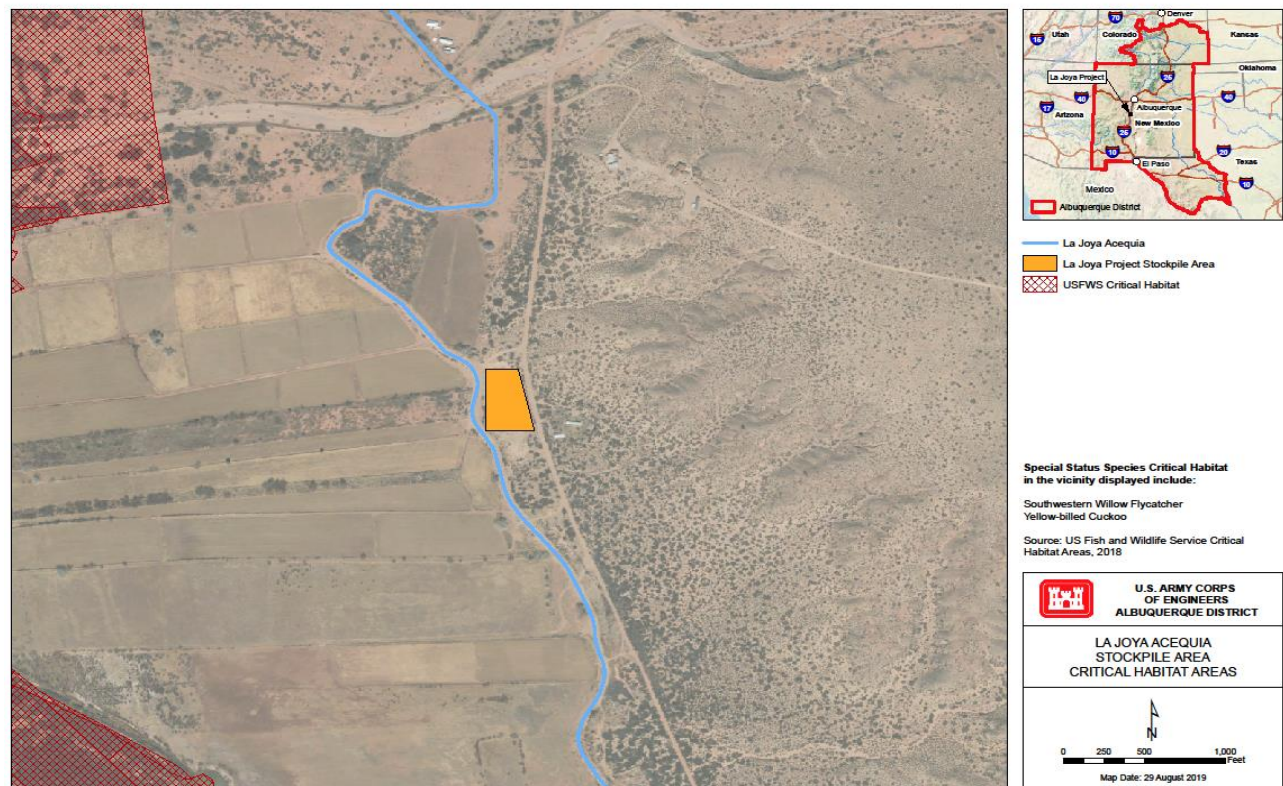 70
Denver
15
Utah
Colorado
Kansas
La Joya Project
25
Oklahoma
40
Albuquerque
40
17
Arizona
New Mexico
25
10
20
El Paso
Texas
10
Mexico
Albuquerque District
La Joya Acequia
La Joya Project Stockpile Area
USFWS Critical Habitat
Special Status Species Critical Habitat
in the vicinity displayed include:
Southwestern Willow Flycatcher
Yellow-billed Cuckoo
Source: US Fish and Wildlife Service Critical
Habitat Areas, 2018
U.S. ARMY CORPS
OF ENGINEERS
ALBUQUERQUE DISTRICT
LA JOYA ACEQUIA
STOCKPILE AREA
CRITICAL HABITAT AREAS
N
0 250 500 1,000
Feet
Map Date: 29 August 2019